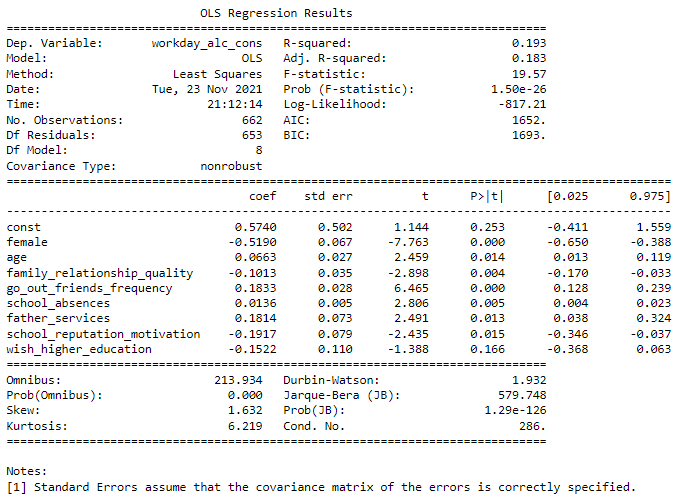 OLS Regression Results
==============================================================================
Dep. Variable:       workday_alc_cons   R-squared:                       0.193
Model:                            OLS   Adj. R-squared:                  0.183
Method:                 Least Squares   F-statistic:                     19.57
Date:                Tue, 23 Nov 2021   Prob (F-statistic):           1.50e-26
Time:                        21:12:14   Log-Likelihood:                -817.21
No. Observations:                 662   AIC:                             1652.
Df Residuals:                     653   BIC:                             1693.
Df Model:                           8
Covariance Type:            nonrobust
================================================================================================
                                   coef    std err          t      P>|t|      [0.025      0.975]
------------------------------------------------------------------------------------------------
const                            0.5740      0.502      1.144      0.253      -0.411       1.559
female                          -0.5190      0.067     -7.763      0.000      -0.650      -0.388
age                              0.0663      0.027      2.459      0.014       0.013       0.119
family_relationship_quality     -0.1013      0.035     -2.898      0.004      -0.170      -0.033
go_out_friends_frequency         0.1833      0.028      6.465      0.000       0.128       0.239
school_absences                  0.0136      0.005      2.806      0.005       0.004       0.023
father_services                  0.1814      0.073      2.491      0.013       0.038       0.324
school_reputation_motivation    -0.1917      0.079     -2.435      0.015      -0.346      -0.037
wish_higher_education           -0.1522      0.110     -1.388      0.166      -0.368       0.063
==============================================================================
Omnibus:                      213.934   Durbin-Watson:                   1.932
Prob(Omnibus):                  0.000   Jarque-Bera (JB):              579.748
Skew:                           1.632   Prob(JB):                    1.29e-126
Kurtosis:                       6.219   Cond. No.                         286.
==============================================================================
Notes:
[1] Standard Errors assume that the covariance matrix of the errors is correctly specified.